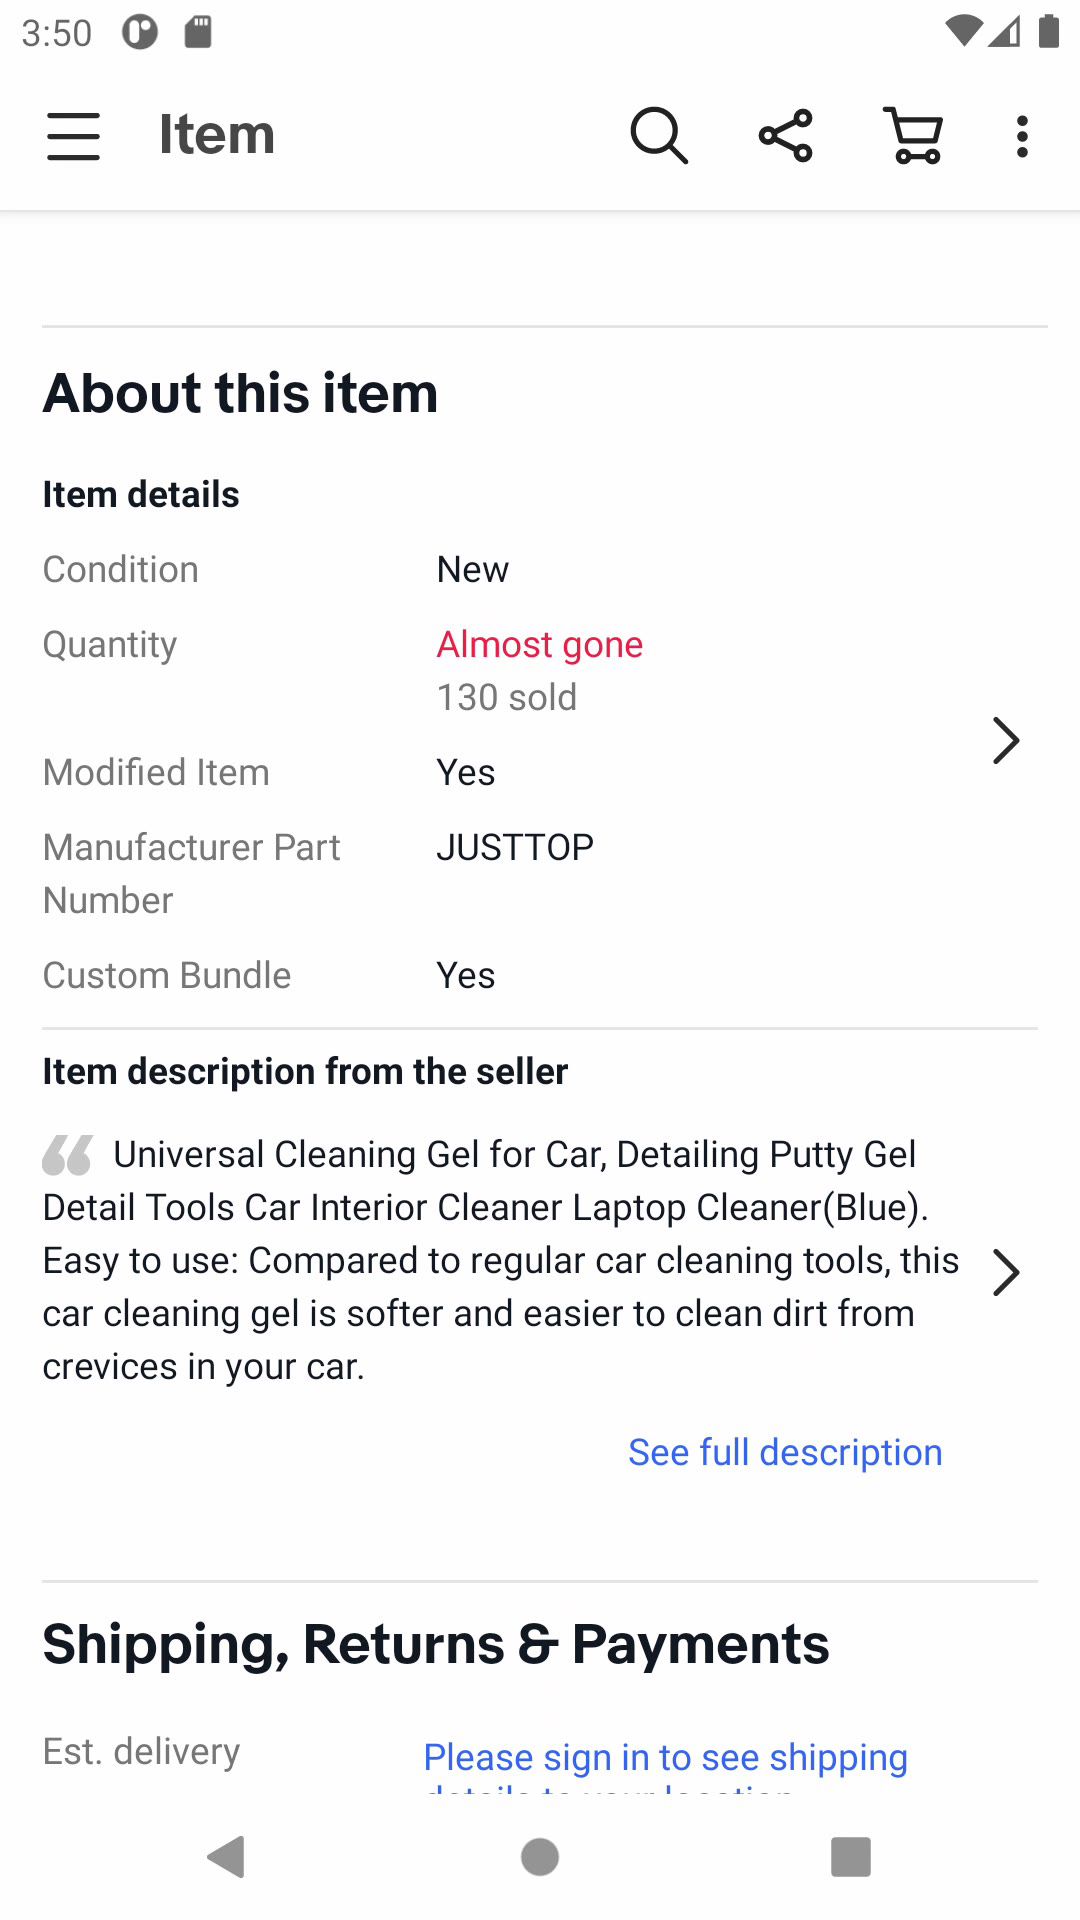 3:50
Item
About this item
Item details
Condition New
Quantity Almost gone
130 sold
Modified Item Yes
Manufacturer Part JUSTTOP
Number
Custom Bundle Yes
Item description from the seller
Universal Cleaning Gel for Car, Detailing Putty Gel
Detail Tools Car Interior Cleaner Laptop Cleaner(Blue).
Easy to use: Compared to regular car cleaning tools, this
car cleaning gel is softer and easier to clean dirt from
crevices in your car.
See full description
Shipping, Returns & Payments
Est. delivery Please sign in to see shipping
details to your location